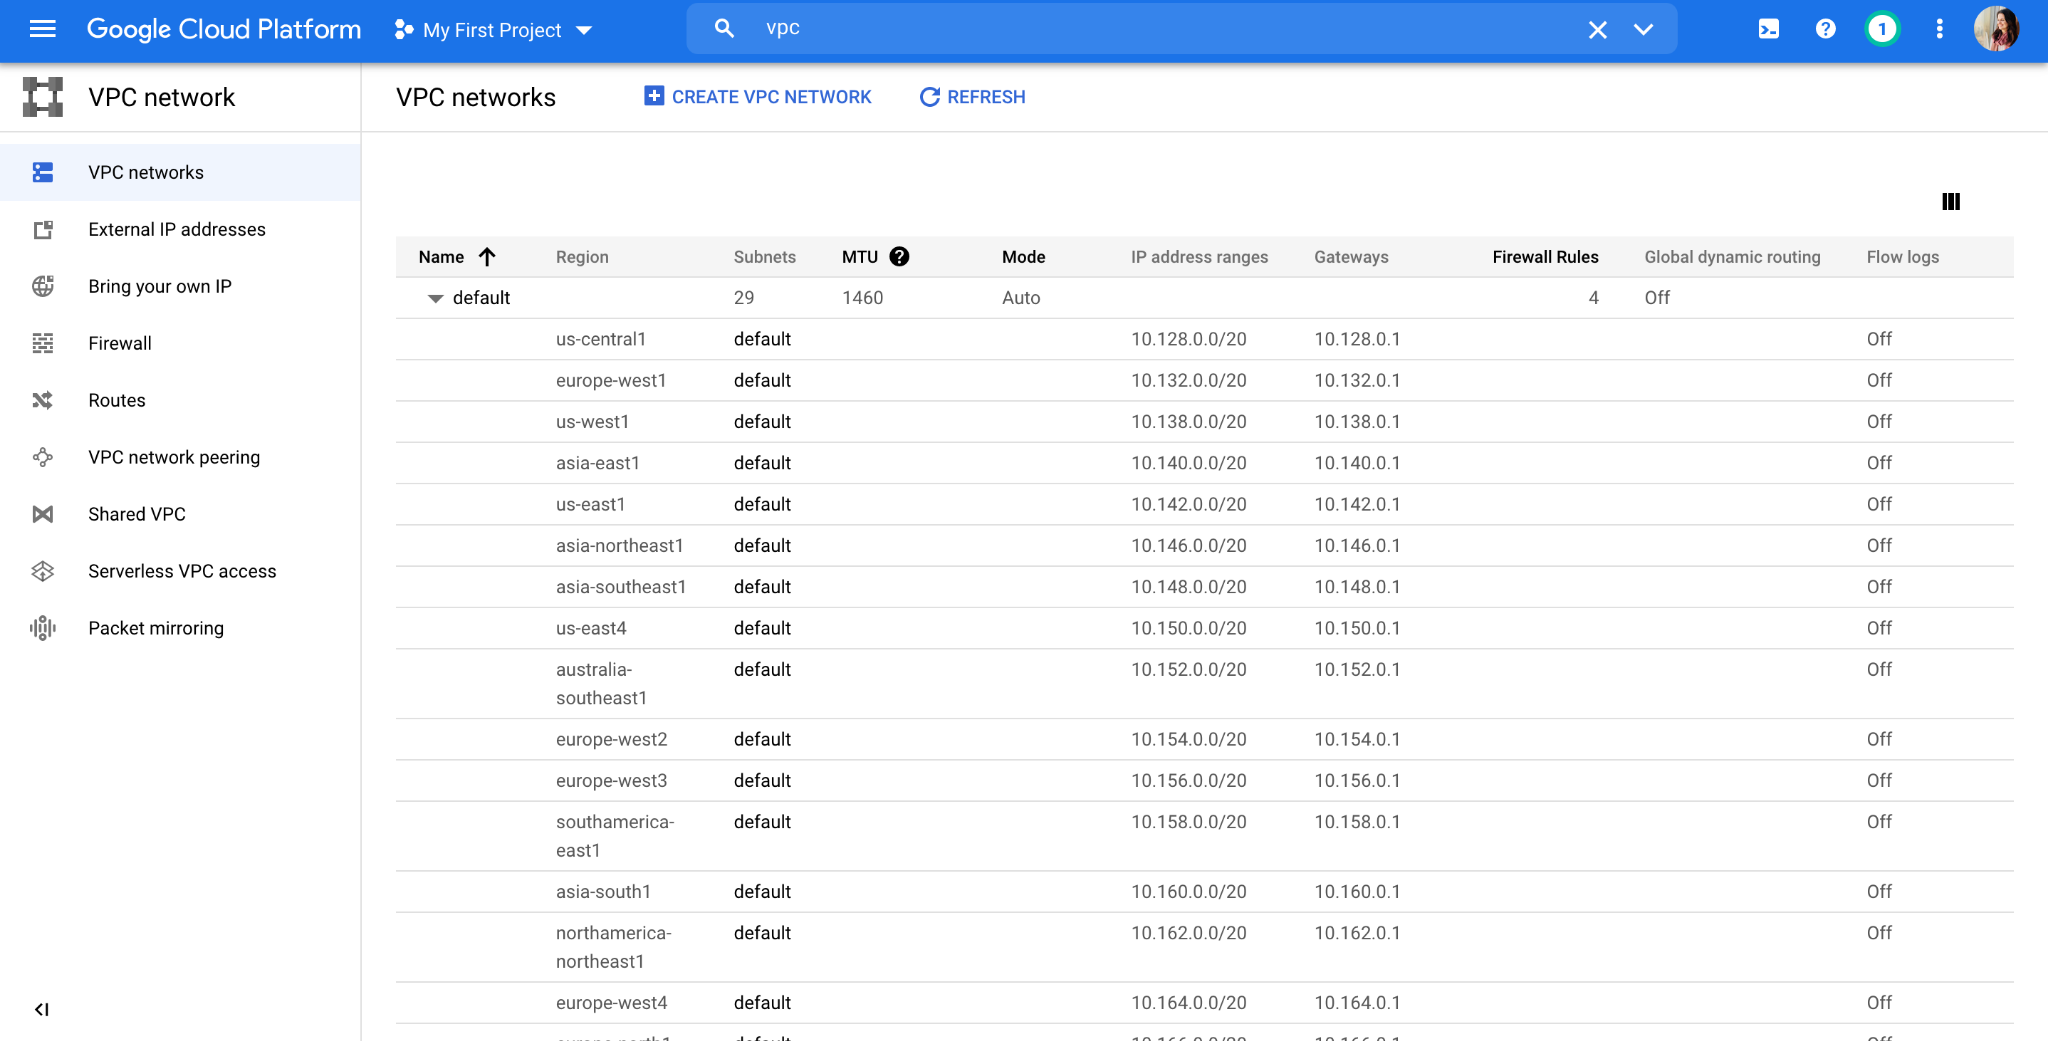 Google Cloud Platform My First Project vpc 1
VPC network
VPC networks CREATE VPC NETWORK REFRESH
VPC networks
External IP addresses
Bring your own IP
Firewall
Routes
VPC network peering
Shared VPC
Serverless VPC access
Packet mirroring
Name Region Subnets MTU Mode IP address ranges Gateways Firewall Rules Global dynamic routing Flow logs
default 29 1460 Auto 4 Off
us-central1 default 10.128.0.0/20 10.128.0.1 Off
europe-west1 default 10.132.0.0/20 10.132.0.1 Off
us-west1 default 10.138.0.0/20 10.138.0.1 Off
asia-east1 default 10.140.0.0/20 10.140.0.1 Off
us-east1 default 10.142.0.0/20 10.142.0.1 Off
asia-northeast1 default 10.146.0.0/20 10.146.0.1 Off
asia-southeast1 default 10.148.0.0/20 10.148.0.1 Off
us-east4 default 10.150.0.0/20 10.150.0.1 Off
australia- default 10.152.0.0/20 10.152.0.1 Off
southeast1
europe-west2 default 10.154.0.0/20 10.154.0.1 Off
europe-west3 default 10.156.0.0/20 10.156.0.1 Off
southamerica- default 10.158.0.0/20 10.158.0.1 Off
east1
asia-south1 default 10.160.0.0/20 10.160.0.1 Off
northamerica- default 10.162.0.0/20 10.162.0.1 Off
northeast1
europe-west4 default 10.164.0.0/20 10.164.0.1 Off